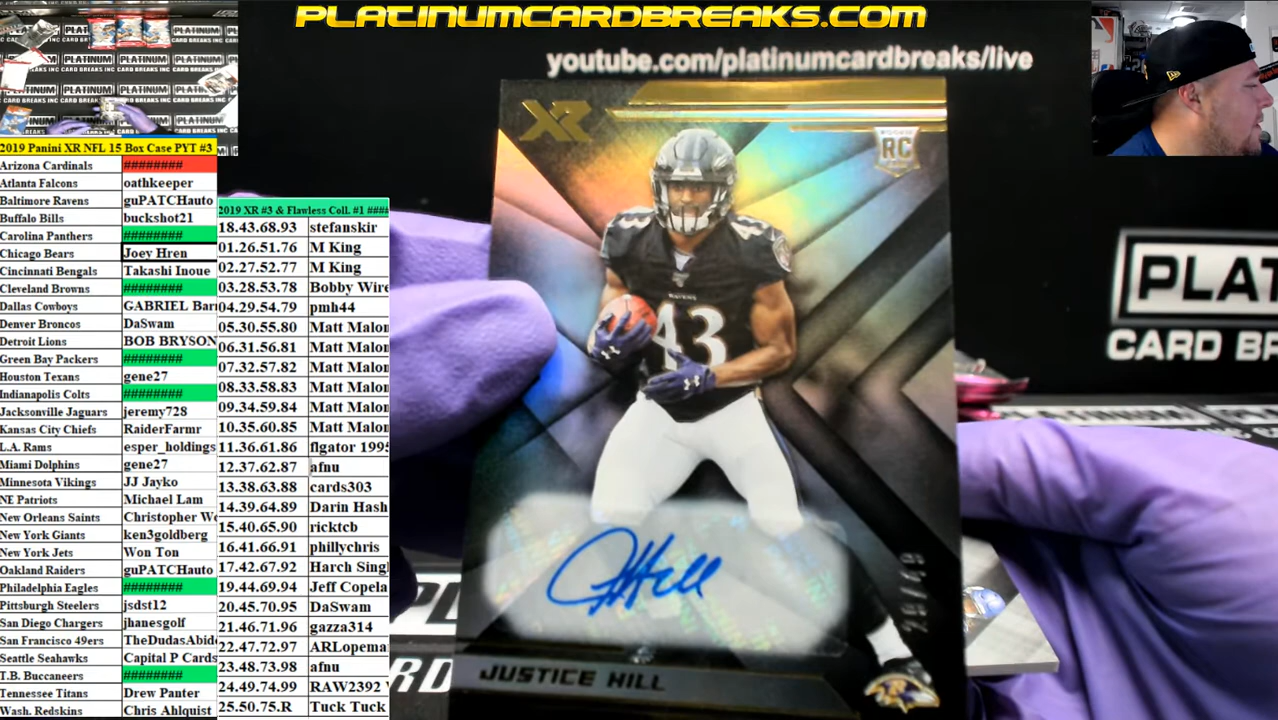 PLATINUMCARDBREAKS.COM
youtube.com/platinumcardbreaks/live
2019 Panini XR NFL 15 Box Case PYT #3
Arizona Cardinals ########
Atlanta Falcons oathkeeper
Baltimore Ravens guPATCHauto
Buffalo Bills buckshot21
Carolina Panthers ########
Chicago Bears Joey Hren
Cincinnati Bengals Takashi Inoue
Cleveland Browns ########
Dallas Cowboys GABRIEL Bar
Denver Broncos DaSwam
Detroit Lions BOB BRYSON
Green Bay Packers ########
Houston Texans gene27
Indianapolis Colts ########
Jacksonville Jaguars jeremy728
Kansas City Chiefs RaiderFarmr
L.A. Rams esper_holdings
Miami Dolphins gene27
Minnesota Vikings JJ Jayko
NE Patriots Michael Lam
New Orleans Saints Christopher Wo
New York Giants ken3goldberg
New York Jets Won Ton
Oakland Raiders guPATCHauto
Philadelphia Eagles ########
Pittsburgh Steelers jsdst12
San Diego Chargers jhanesgolf
San Francisco 49ers TheDudasAbide
Seattle Seahawks Capital P Cards
T.B. Buccaneers ########
Tennessee Titans Drew Panter
Wash. Redskins Chris Ahlquist
2019 XR #3 & Flawless Coll. #1 ####
18.43.68.93 stefanskir
01.26.51.76 M King
02.27.52.77 M King
03.28.53.78 Bobby Wire
04.29.54.79 pmh44
05.30.55.80 Matt Malon
06.31.56.81 Matt Malon
07.32.57.82 Matt Malon
08.33.58.83 Matt Malon
09.34.59.84 Matt Malon
10.35.60.85 Matt Malon
11.36.61.86 flgator 1995
12.37.62.87 afnu
13.38.63.88 cards303
14.39.64.89 Darin Hash
15.40.65.90 ricktcb
16.41.66.91 phillychris
17.42.67.92 Harch Singh
19.44.69.94 Jeff Copela
20.45.70.95 DaSwam
21.46.71.96 gazza314
22.47.72.97 ARLopema
23.48.73.98 afnu
24.49.74.99 RAW2392
25.50.75.R Tuck Tuck
XR
RC
RAVENS
43
JHill
JUSTICE HILL
PLAT
CARD BR